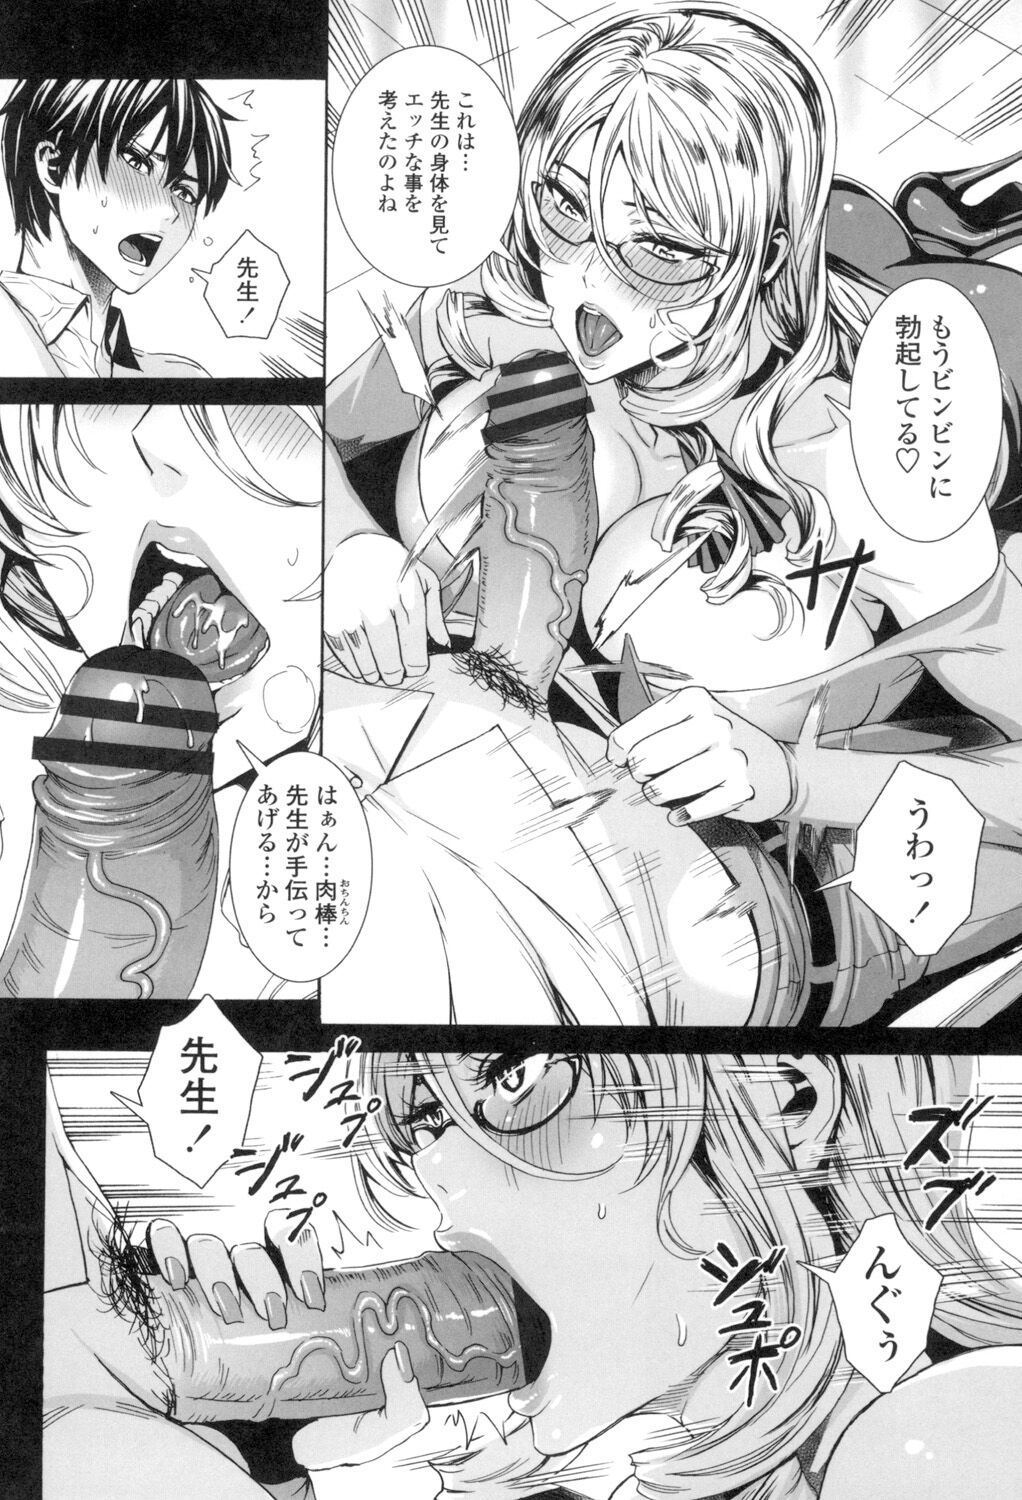 もうビンビンに
勃起してる♡
これは…
先生の身体を見て
エッチな事を
考えたのよね
ササ
うわっ！
先生！
はぁん…肉棒…
おちんちん
先生が手伝って
あげる…から
ズブ
んぐぅ
ジュポ
ジュプ
ジュプ
先生！